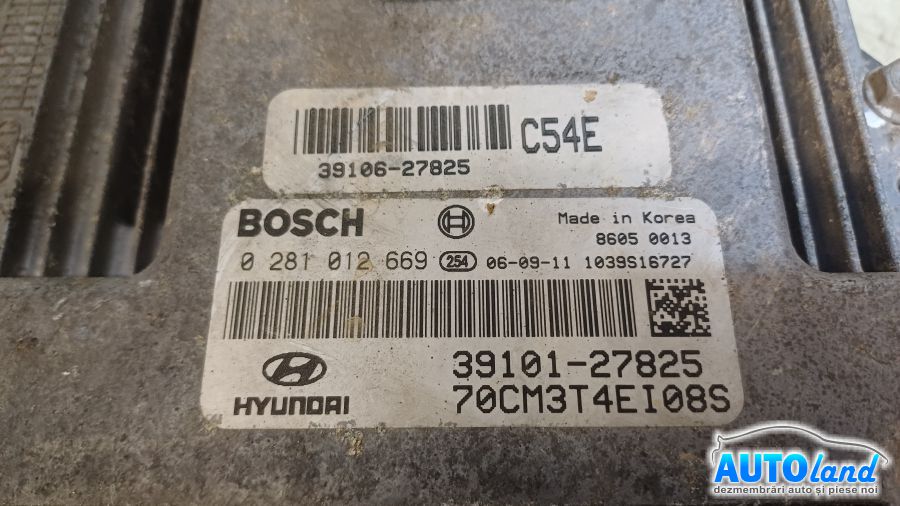 C54E
39106-27825
BOSCH
Made in Korea
8605 0013
0 281 012 669 254 06-09-11 1039S16727
39101-27825
HYUNDAI
70CM3T4EI08S
AUTOland
dezmembrări auto și piese noi